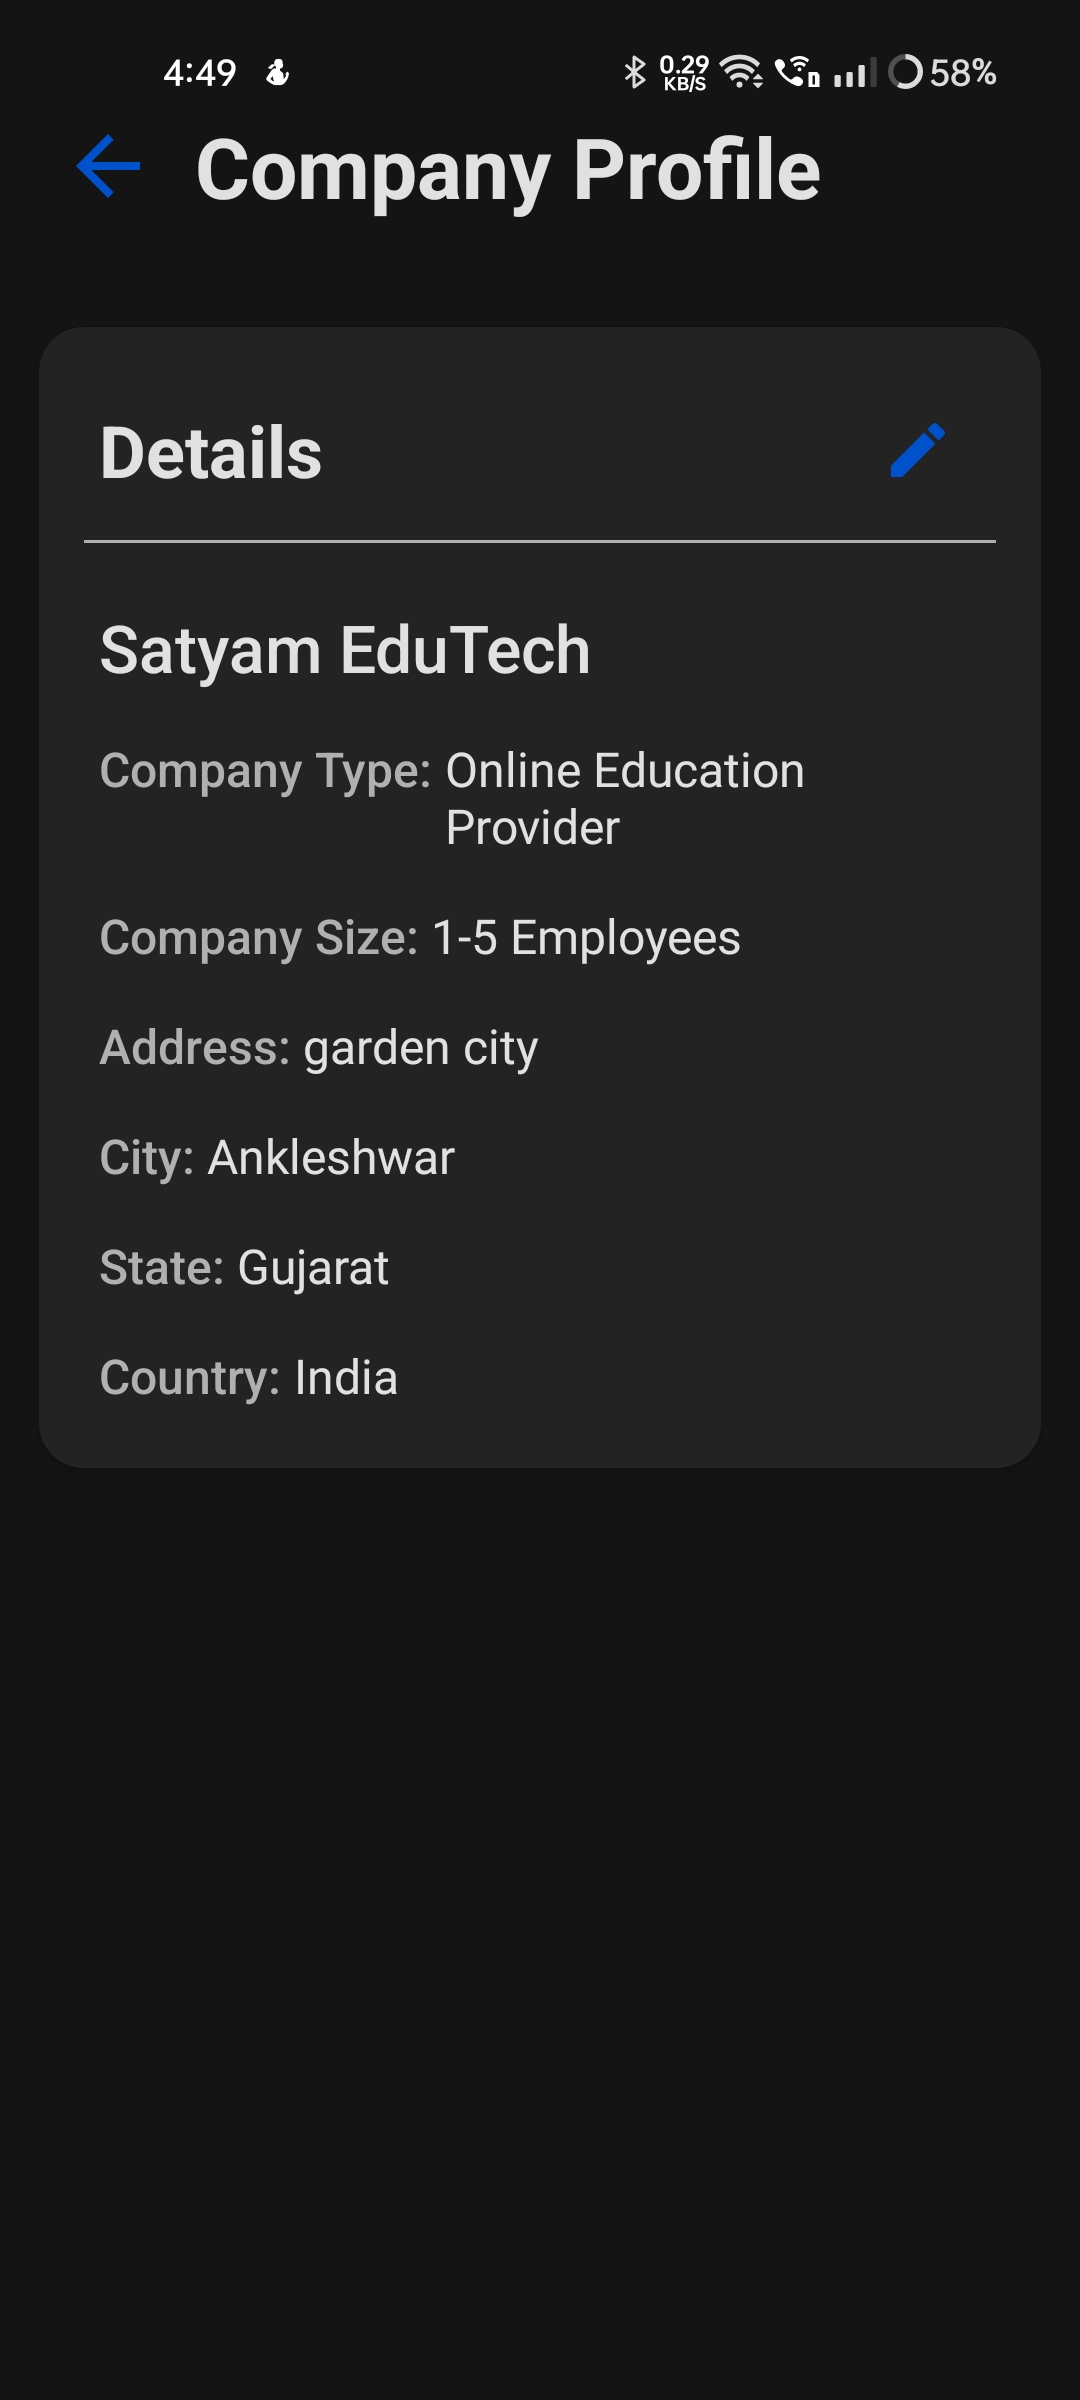 4:49 0.29 KB/S 58%
Company Profile
Details
Satyam EduTech
Company Type: Online Education
Provider
Company Size: 1-5 Employees
Address: garden city
City: Ankleshwar
State: Gujarat
Country: India